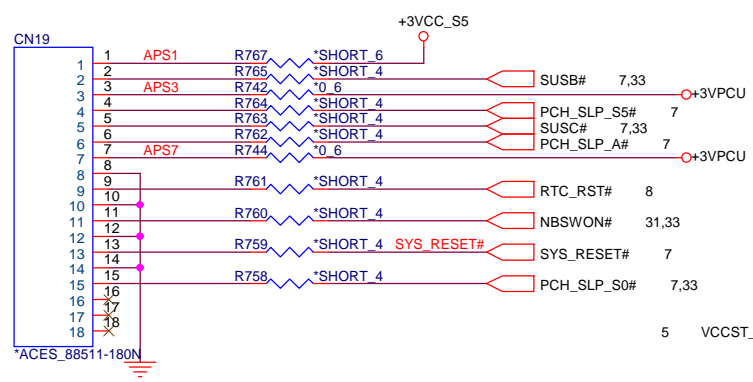 +3VCC_S5
CN19
1 1 APS1 R767 *SHORT_6
2 2 R765 *SHORT_4 SUSB# 7,33
3 3 APS3 R742 *0_6 +3VPCU
4 4 R764 *SHORT_4 PCH_SLP_S5# 7
5 5 R763 *SHORT_4 SUSC# 7,33
6 6 R762 *SHORT_4 PCH_SLP_A# 7
7 7 APS7 R744 *0_6 +3VPCU
8 8
9 9 R761 *SHORT_4 RTC_RST# 8
10 10
11 11 R760 *SHORT_4 NBSWON# 31,33
12 12
13 13 R759 *SHORT_4 SYS_RESET# SYS_RESET# 7
14 14
15 15 R758 *SHORT_4 PCH_SLP_S0# 7,33
16 16
17 17
18 18
5 VCCST_
*ACES_88511-180N